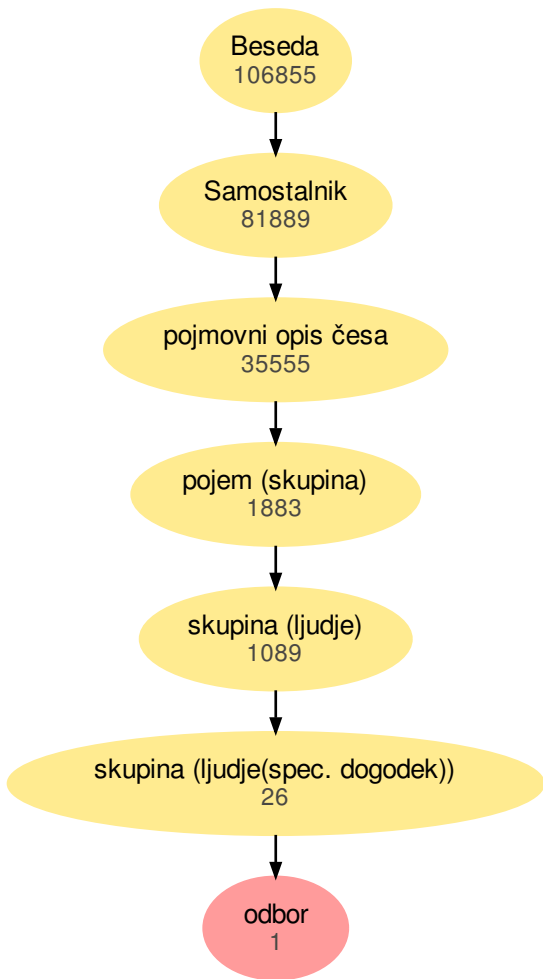 Beseda
106855
Samostalnik
81889
pojmovni opis česa
35555
pojem (skupina)
1883
skupina (ljudje)
1089
skupina (ljudje(spec. dogodek))
26
odbor
1